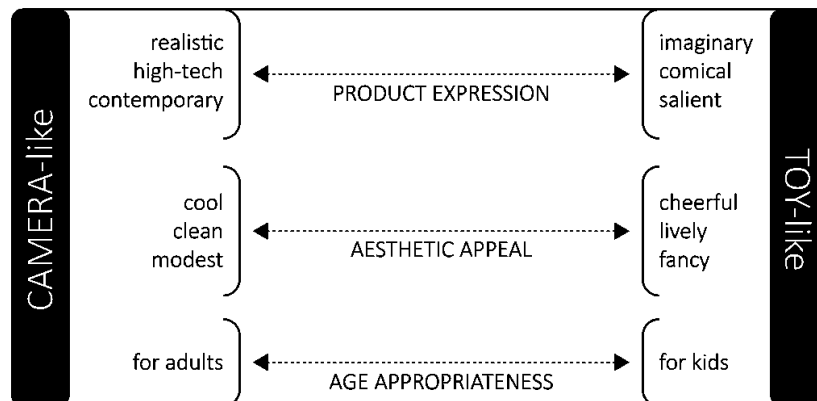 CAMERA-like
realistic
high-tech
contemporary
PRODUCT EXPRESSION
imaginary
comical
salient
cool
clean
modest
AESTHETIC APPEAL
cheerful
lively
fancy
for adults
AGE APPROPRIATENESS
for kids
TOY-like